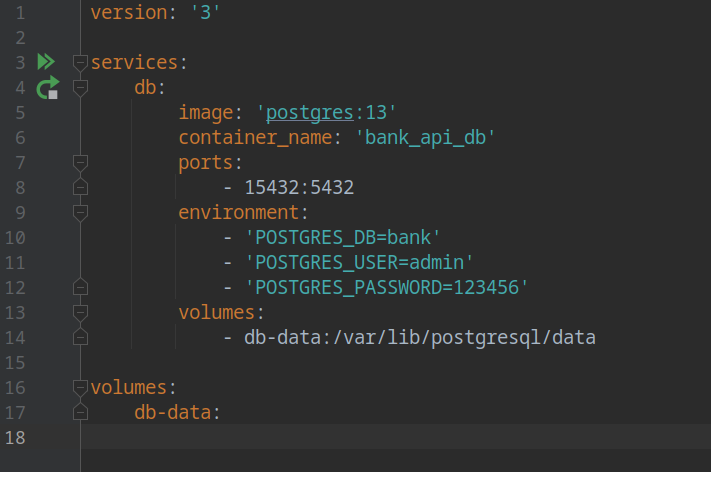 1 version: '3'
2
3 services:
4     db:
5         image: 'postgres:13'
6         container_name: 'bank_api_db'
7         ports:
8             - 15432:5432
9         environment:
10             - 'POSTGRES_DB=bank'
11             - 'POSTGRES_USER=admin'
12             - 'POSTGRES_PASSWORD=123456'
13         volumes:
14             - db-data:/var/lib/postgresql/data
15
16 volumes:
17     db-data:
18